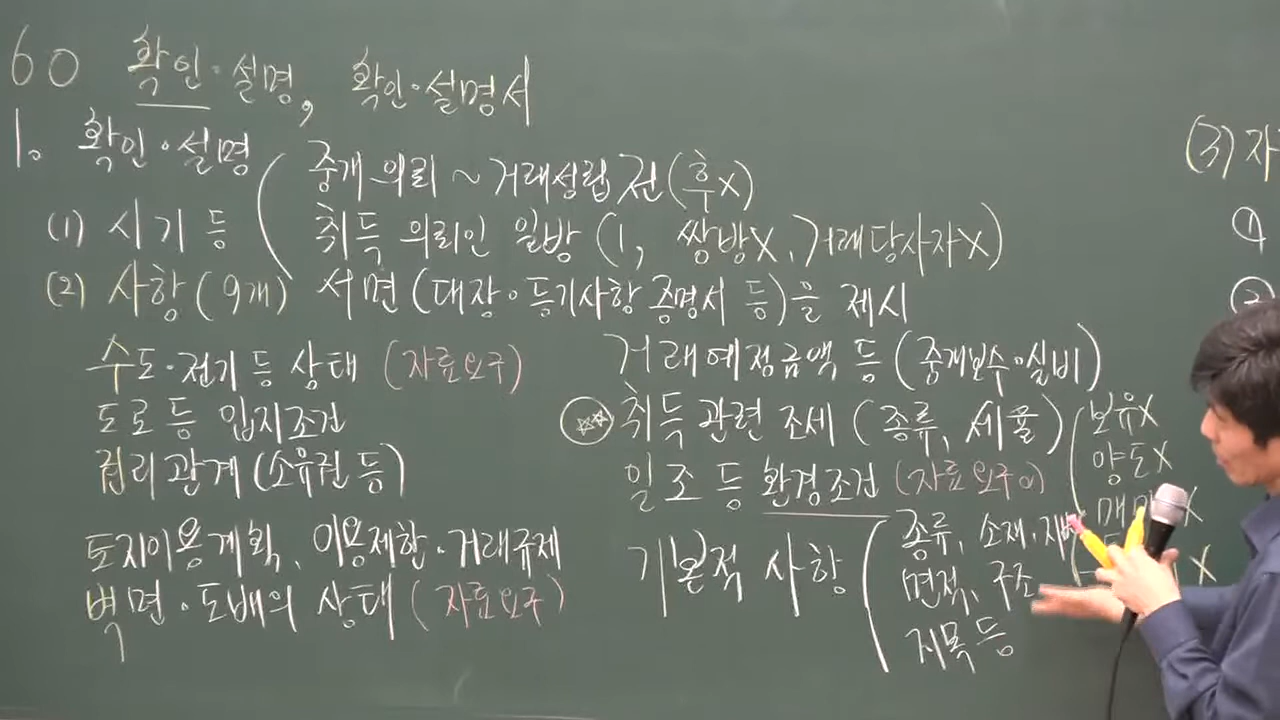 60 확인·설명, 확인·설명서
1. 확인·설명
(1) 시기 등
중개의뢰 ~ 거래성립 전(후X)
취득 의뢰인 일방 (1, 쌍방X, 거래당사자X)
(2) 사항(9개) 서면(대장·등기사항 증명서 등)을 제시
수도·전기 등 상태 (자료요구)
도로 등 입지조건
권리관계(소유권 등)
토지이용계획, 이용제한·거래규제
벽면·도배의 상태(자료요구)
거래예정금액 등(중개보수·실비)
취득 관련 조세(종류, 세율)
보유X
양도X
일조 등 환경조건(자료요구
기본적 사항
종류, 소재,
면적, 구조
지목 등
(3) 자
①
②